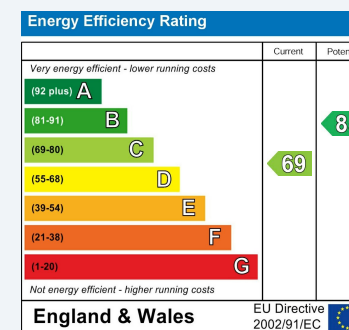 Energy Efficiency Rating
Current
Very energy efficient - lower running costs
(92 plus) A
(81-91) B
(69-80) C
(55-68) D
(39-54) E
(21-38) F
(1-20) G
69
Not energy efficient - higher running costs
England & Wales
EU Directive
2002/91/EC